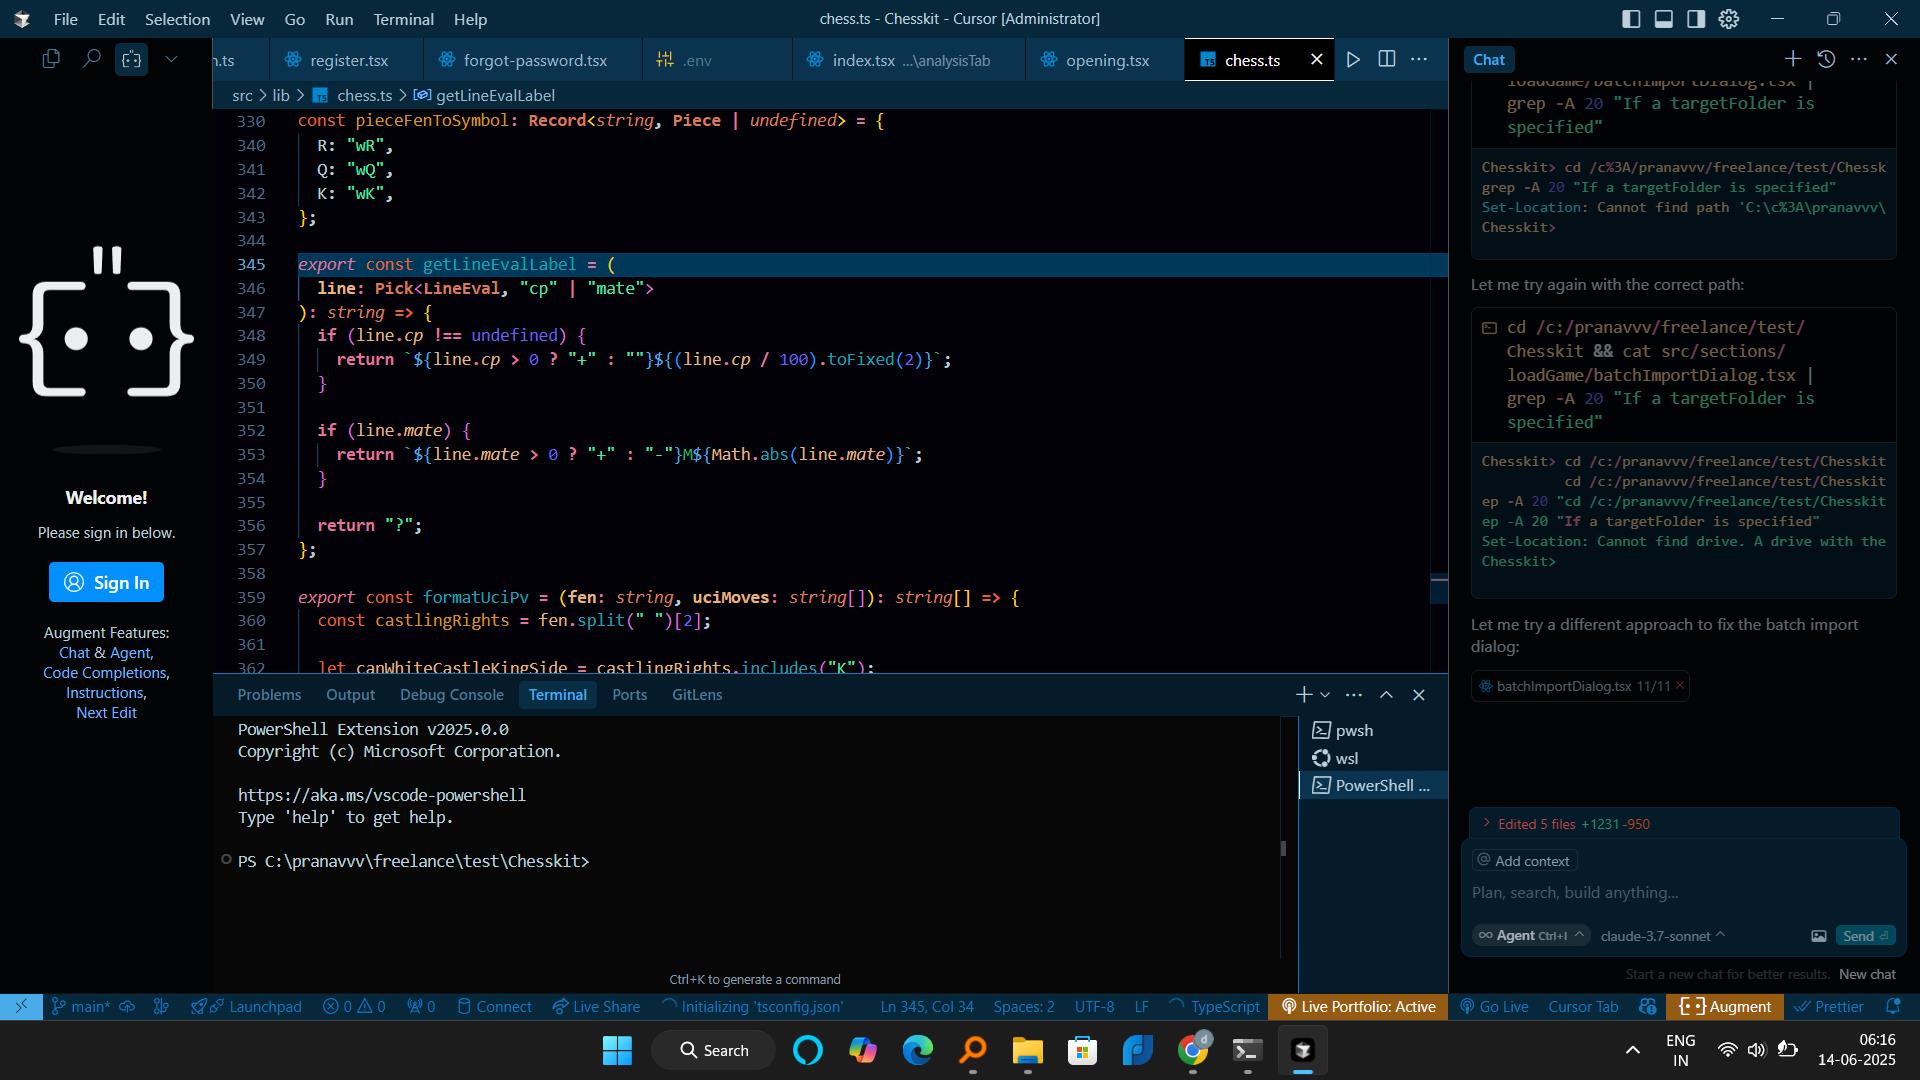 File Edit Selection View Go Run Terminal Help
chess.ts - Chesskit - Cursor [Administrator]
n.ts
register.tsx
forgot-password.tsx
.env
index.tsx ...\analysisTab
opening.tsx
chess.ts
src > lib > chess.ts > getLineEvalLabel
330 const pieceFenToSymbol: Record<string, Piece | undefined> = {
340 R: "wR",
341 Q: "wQ",
342 K: "wK",
343 };
344
345 export const getLineEvalLabel = (
346 line: Pick<LineEval, "cp" | "mate">
347 ): string => {
348 if (line.cp !== undefined) {
349 return `${line.cp > 0 ? "+" : ""}${(line.cp / 100).toFixed(2)}`;
350 }
351
352 if (line.mate) {
353 return `${line.mate > 0 ? "+" : "-"}M${Math.abs(line.mate)}`;
354 }
355
356 return "?";
357 };
358
359 export const formatUciPv = (fen: string, uciMoves: string[]): string[] => {
360 const castlingRights = fen.split(" ")[2];
361
362 let canWhiteCastleKingSide = castlingRights.includes("K");
Welcome!
Please sign in below.
Sign In
Augment Features:
Chat & Agent,
Code Completions,
Instructions,
Next Edit
Problems Output Debug Console Terminal Ports GitLens
PowerShell Extension v2025.0.0
Copyright (c) Microsoft Corporation.
https://aka.ms/vscode-powershell
Type 'help' to get help.
PS C:\pranavvv\freelance\test\Chesskit>
Ctrl+K to generate a command
pwsh
wsl
PowerShell ...
Chat
loadGame/batchImportDialog.tsx |
grep -A 20 "If a targetFolder is
specified"
Chesskit> cd /c%3A/pranavvv/freelance/test/Chessk
grep -A 20 "If a targetFolder is specified"
Set-Location: Cannot find path 'C:\c%3A\pranavvv\
Chesskit>
Let me try again with the correct path:
cd /c:/pranavvv/freelance/test/
Chesskit && cat src/sections/
loadGame/batchImportDialog.tsx |
grep -A 20 "If a targetFolder is
specified"
Chesskit> cd /c:/pranavvv/freelance/test/Chesskit
cd /c:/pranavvv/freelance/test/Chesskit
ep -A 20 "cd /c:/pranavvv/freelance/test/Chesskit
ep -A 20 "If a targetFolder is specified"
Set-Location: Cannot find drive. A drive with the
Chesskit>
Let me try a different approach to fix the batch import
dialog:
batchImportDialog.tsx 11/11
Edited 5 files +1231 -950
@ Add context
Plan, search, build anything...
Agent Ctrl+I claude-3.7-sonnet Send
Start a new chat for better results. New chat
main* Launchpad 0 0 0 Connect Live Share Initializing 'tsconfig.json' Ln 345, Col 34 Spaces: 2 UTF-8 LF TypeScript Live Portfolio: Active Go Live Cursor Tab Augment Prettier
Search
d
ENG
IN
06:16
14-06-2025